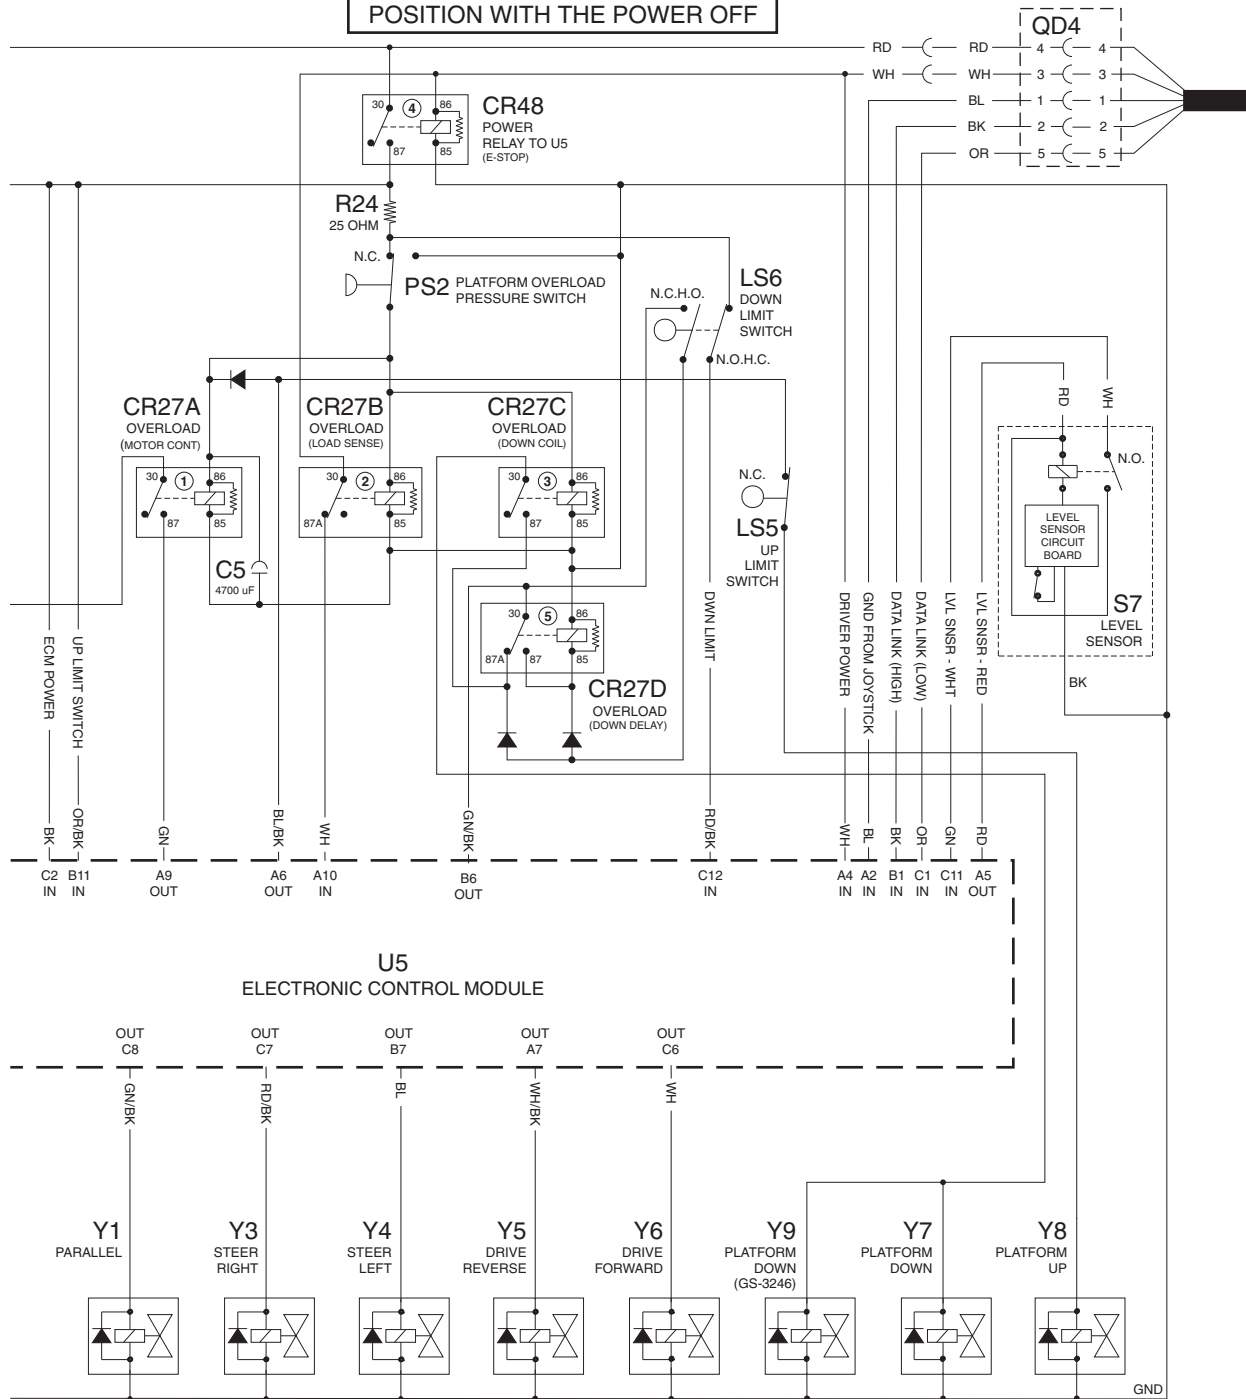 POSITION WITH THE POWER OFF
QD4
RD RD 4 4
WH WH 3 3
BL 1 1
BK 2 2
OR 5 5
30 4 86
87 85
CR48
POWER
RELAY TO U5
(E-STOP)
R24
25 OHM
N.C.
PS2 PLATFORM OVERLOAD
PRESSURE SWITCH
LS6
DOWN
LIMIT
SWITCH
N.C.H.O.
N.O.H.C.
CR27A
OVERLOAD
(MOTOR CONT)
30 1 86
87 85
CR27B
OVERLOAD
(LOAD SENSE)
30 2 86
87A 85
CR27C
OVERLOAD
(DOWN COIL)
30 3 86
87 85
C5
4700 uF
N.C.
LS5
UP
LIMIT
SWITCH
30 5 86
87A 87 85
CR27D
OVERLOAD
(DOWN DELAY)
RD
WH
N.O.
LEVEL
SENSOR
CIRCUIT
BOARD
S7
LEVEL
SENSOR
BK
ECM POWER
UP LIMIT SWITCH
DWN LIMIT
DRIVER POWER
GND FROM JOYSTICK
DATA LINK (HIGH)
DATA LINK (LOW)
LVL SNSR - WHT
LVL SNSR - RED
BK
OR/BK
GN
BL/BK
WH
GN/BK
RD/BK
WH
BL
BK
OR
GN
RD
C2
IN
B11
IN
A9
OUT
A6
OUT
A10
IN
B6
OUT
C12
IN
A4
IN
A2
IN
B1
IN
C1
IN
C11
IN
A5
OUT
U5
ELECTRONIC CONTROL MODULE
OUT
C8
OUT
C7
OUT
B7
OUT
A7
OUT
C6
GN/BK
RD/BK
BL
WH/BK
WH
Y1
PARALLEL
Y3
STEER
RIGHT
Y4
STEER
LEFT
Y5
DRIVE
REVERSE
Y6
DRIVE
FORWARD
Y9
PLATFORM
DOWN
(GS-3246)
Y7
PLATFORM
DOWN
Y8
PLATFORM
UP
GND